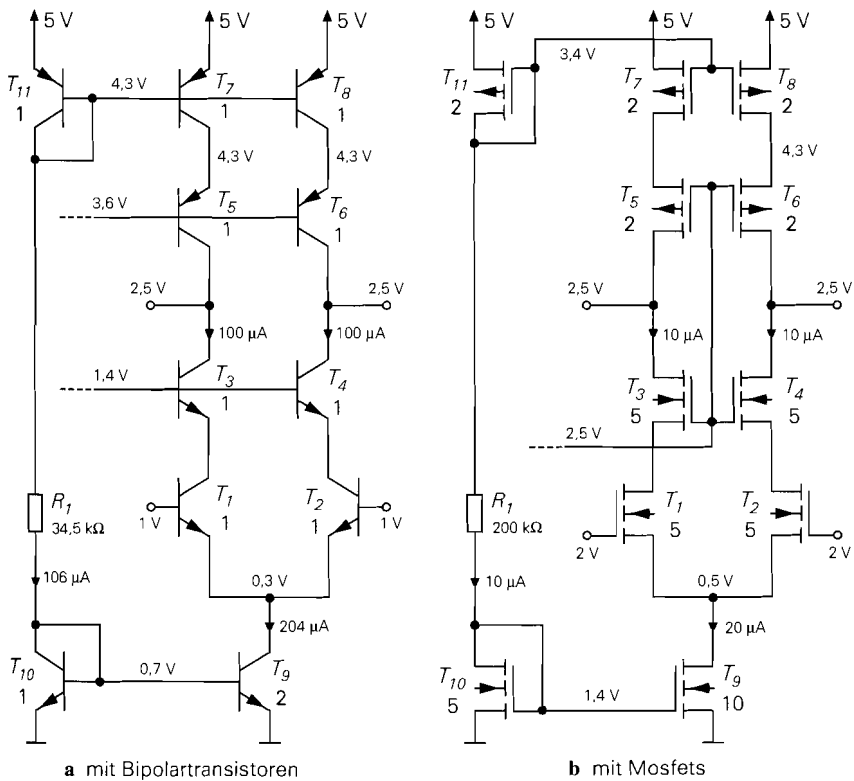 5 V 5 V 5 V
T11 1
4,3 V
T7 1
T8 1
4,3 V 4,3 V
3,6 V
T5 1
T6 1
2,5 V 2,5 V
100 µA 100 µA
1,4 V
T3 1
T4 1
R1 34,5 kΩ
1 V
T1 1
T2 1
1 V
106 µA
0,3 V
204 µA
T10 1
0,7 V
T9 2
a mit Bipolartransistoren
5 V 5 V 5 V
T11 2
3,4 V
T7 2
T8 2
4,3 V
T5 2
T6 2
2,5 V 2,5 V
10 µA 10 µA
T3 5
T4 5
2,5 V
R1 200 kΩ
2 V
T1 5
T2 5
2 V
10 µA
0,5 V
20 µA
T10 5
1,4 V
T9 10
b mit Mosfets